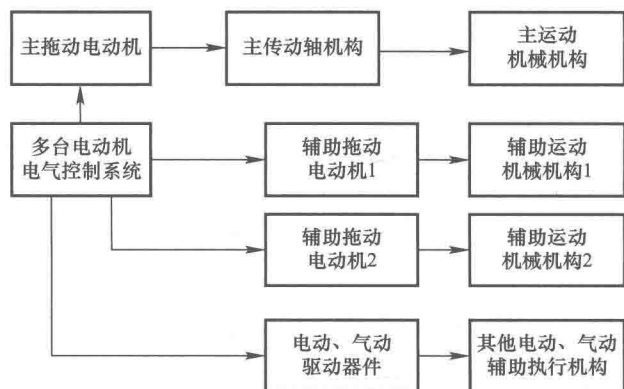 主拖动电动机
主传动轴机构
主运动
机械机构
多台电动机
电气控制系统
辅助拖动
电动机1
辅助运动
机械机构1
辅助拖动
电动机2
辅助运动
机械机构2
电动、气动
驱动器件
其他电动、气动
辅助执行机构